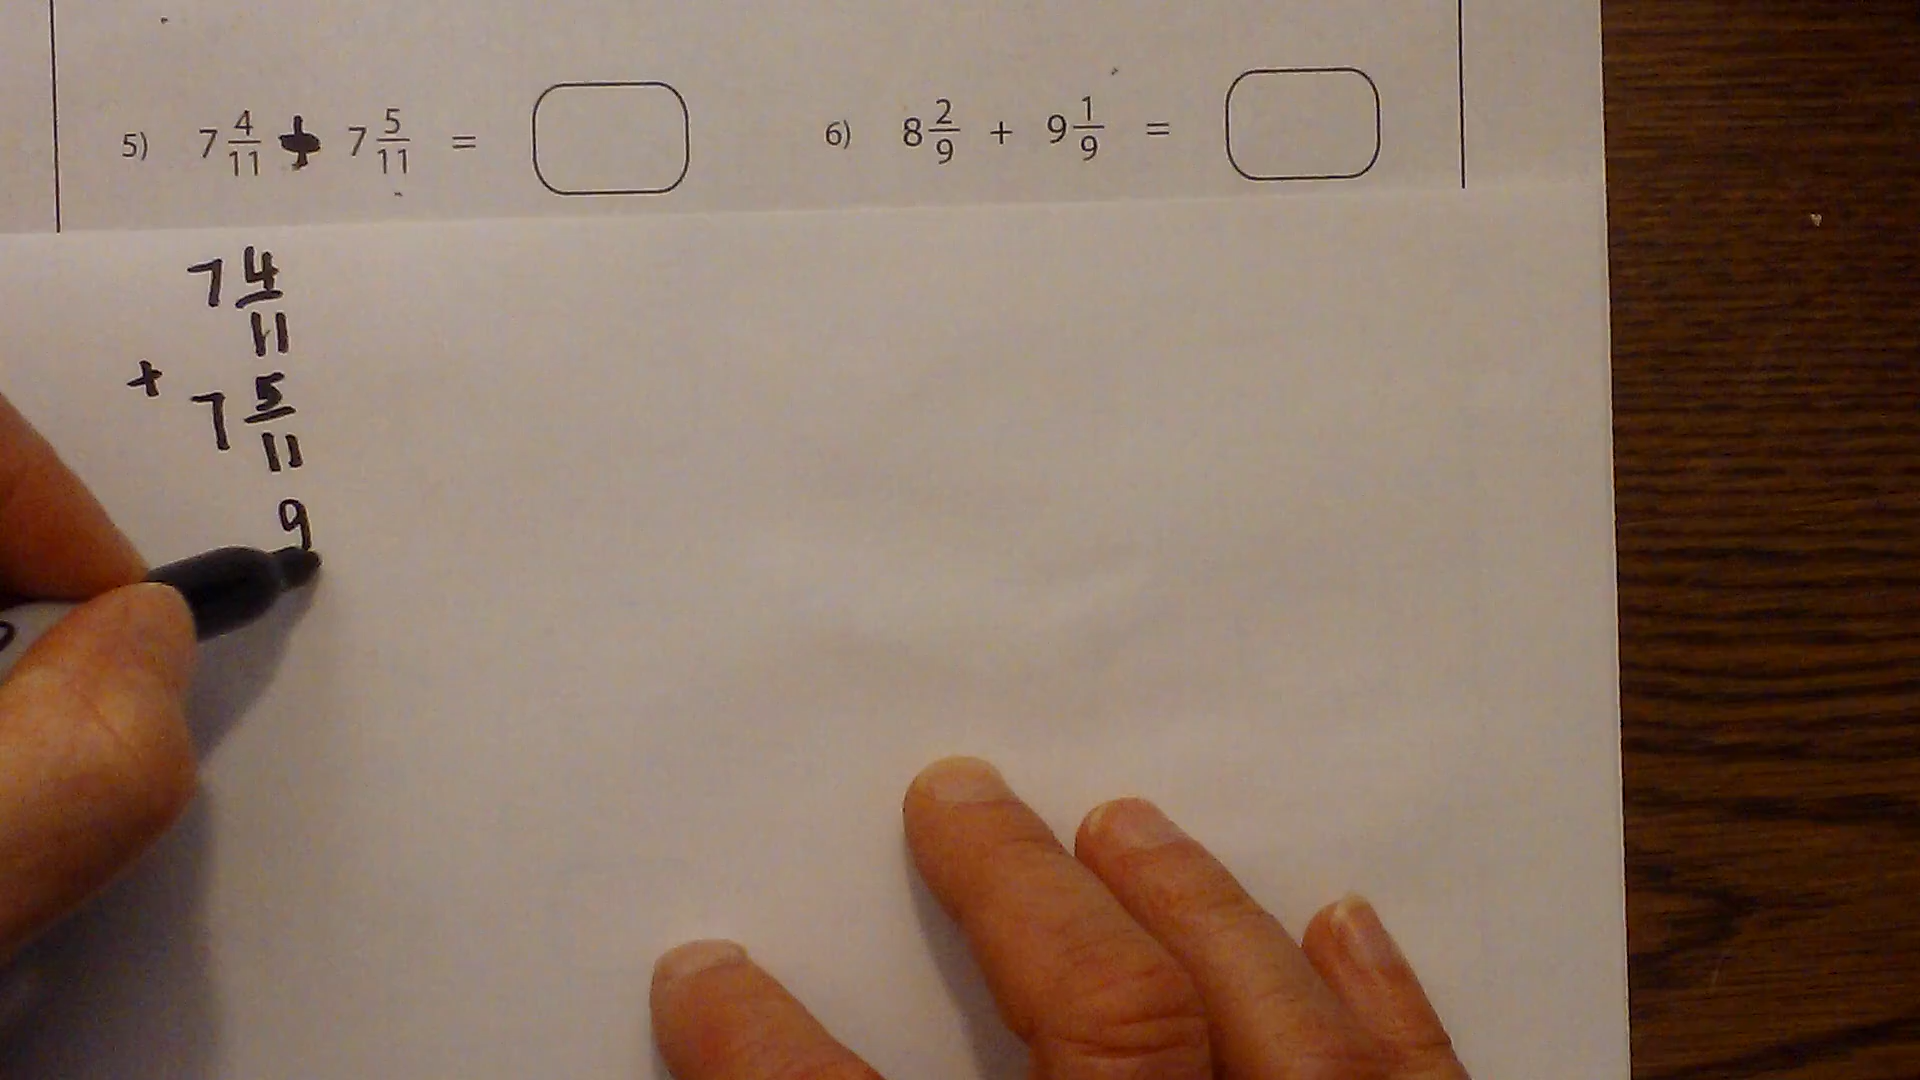 5) 7 4/11 + 7 5/11 =
6) 8 2/9 + 9 1/9 =
7 4/11
+ 7 5/11
9